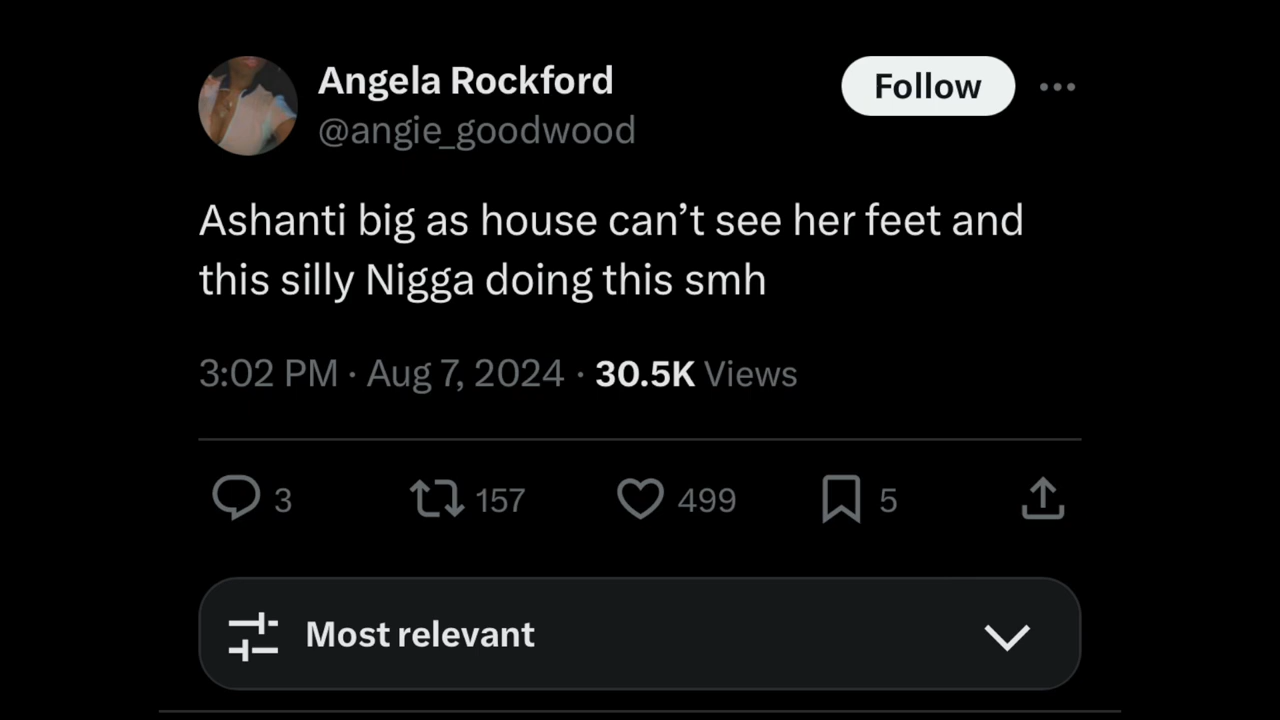 Angela Rockford
Follow
@angie_goodwood
Ashanti big as house can’t see her feet and
this silly Nigga doing this smh
3:02 PM · Aug 7, 2024 · 30.5K Views
3 157 499 5
Most relevant